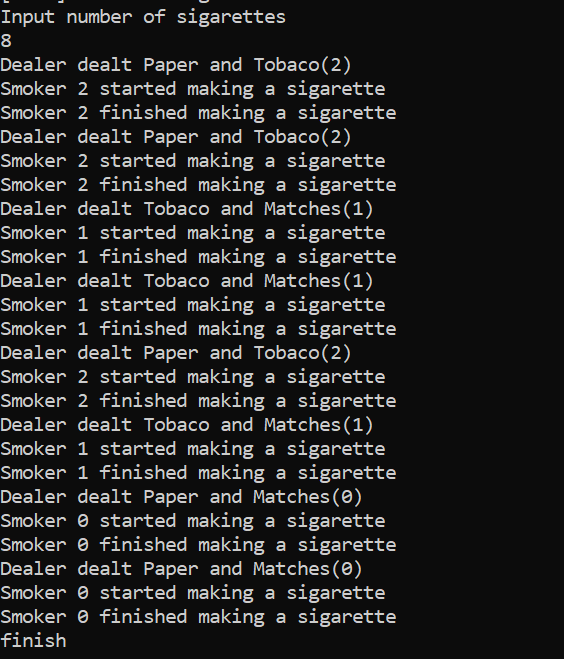 Input number of sigarettes
8
Dealer dealt Paper and Tobaco(2)
Smoker 2 started making a sigarette
Smoker 2 finished making a sigarette
Dealer dealt Paper and Tobaco(2)
Smoker 2 started making a sigarette
Smoker 2 finished making a sigarette
Dealer dealt Tobaco and Matches(1)
Smoker 1 started making a sigarette
Smoker 1 finished making a sigarette
Dealer dealt Tobaco and Matches(1)
Smoker 1 started making a sigarette
Smoker 1 finished making a sigarette
Dealer dealt Paper and Tobaco(2)
Smoker 2 started making a sigarette
Smoker 2 finished making a sigarette
Dealer dealt Tobaco and Matches(1)
Smoker 1 started making a sigarette
Smoker 1 finished making a sigarette
Dealer dealt Paper and Matches(0)
Smoker 0 started making a sigarette
Smoker 0 finished making a sigarette
Dealer dealt Paper and Matches(0)
Smoker 0 started making a sigarette
Smoker 0 finished making a sigarette
finish